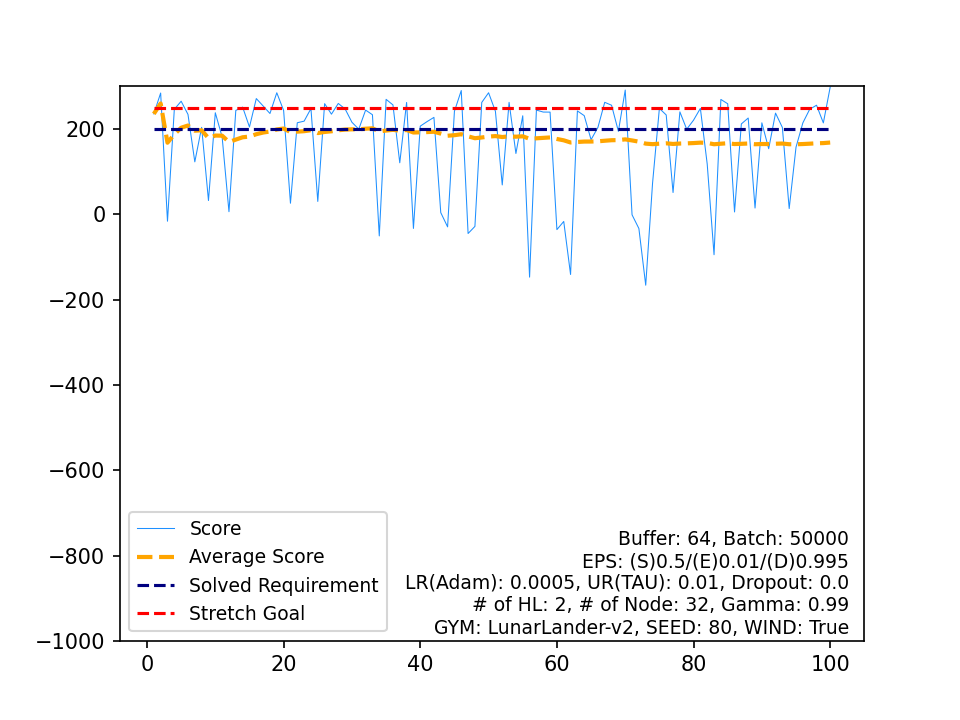 200
0
−200
−400
−600
−800
−1000
0
20
40
60
80
100
Score
Average Score
Solved Requirement
Stretch Goal
Buffer: 64, Batch: 50000
EPS: (S)0.5/(E)0.01/(D)0.995
LR(Adam): 0.0005, UR(TAU): 0.01, Dropout: 0.0
# of HL: 2, # of Node: 32, Gamma: 0.99
GYM: LunarLander-v2, SEED: 80, WIND: True